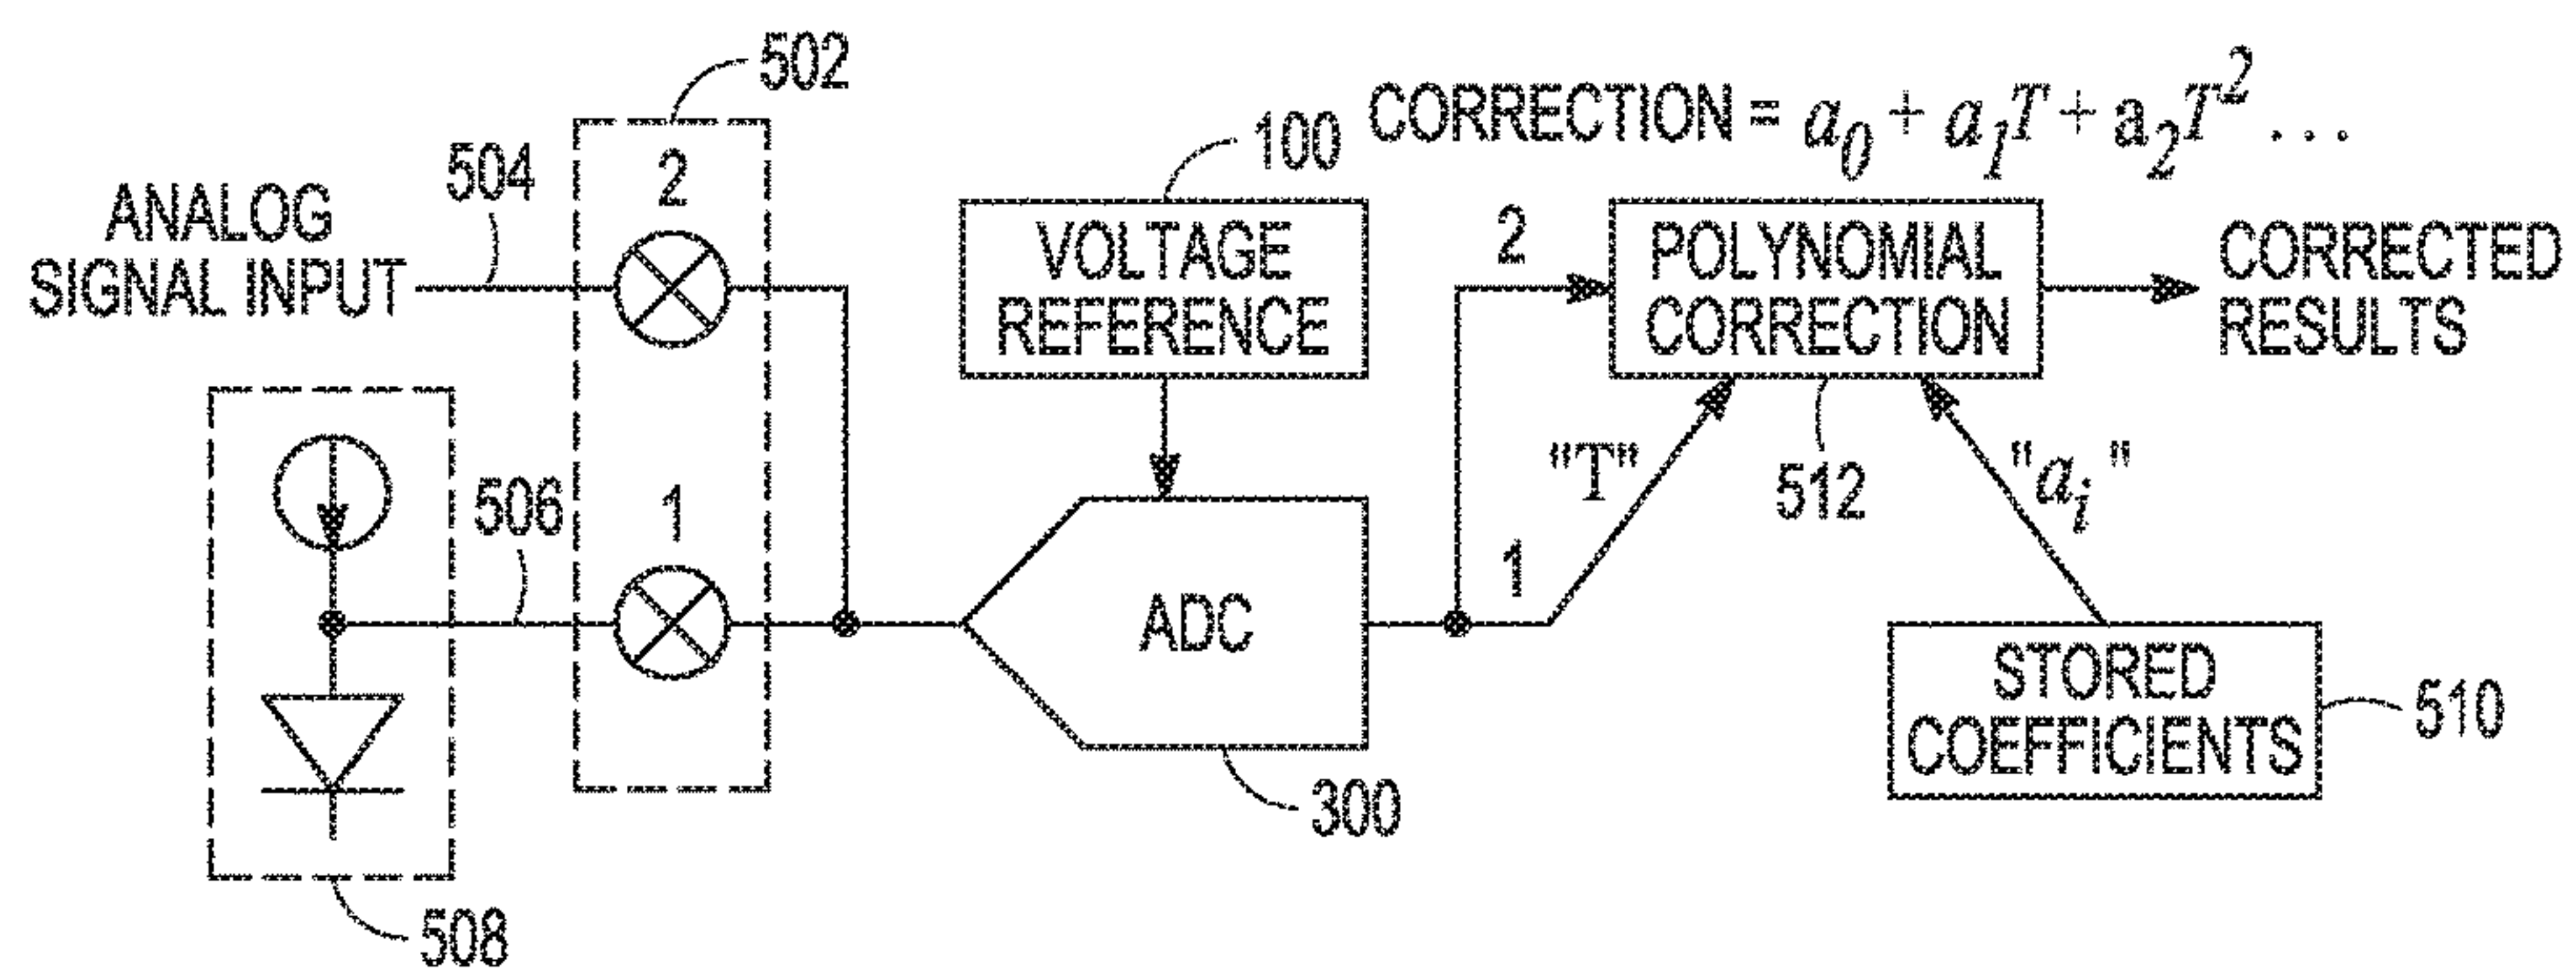 502
CORRECTION = a₀ + a₁T + a₂T² ...
100
504
2
ANALOG
SIGNAL INPUT
VOLTAGE
REFERENCE
2
POLYNOMIAL
CORRECTION
CORRECTED
RESULTS
506
1
"T"
512
"aᵢ"
1
ADC
STORED
COEFFICIENTS
510
300
508